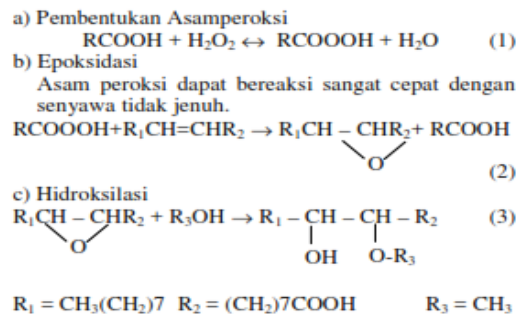 a) Pembentukan Asamperoksi
RCOOH + H₂O₂ ↔ RCOOOH + H₂O (1)
b) Epoksidasi
Asam peroksi dapat bereaksi sangat cepat dengan
senyawa tidak jenuh.
RCOOOH+R₁CH=CHR₂ → R₁CH – CHR₂+ RCOOH
O
(2)
c) Hidroksilasi
R₁CH – CHR₂ + R₃OH → R₁ – CH – CH – R₂ (3)
O
OH O-R₃
R₁ = CH₃(CH₂)7 R₂ = (CH₂)7COOH R₃ = CH₃